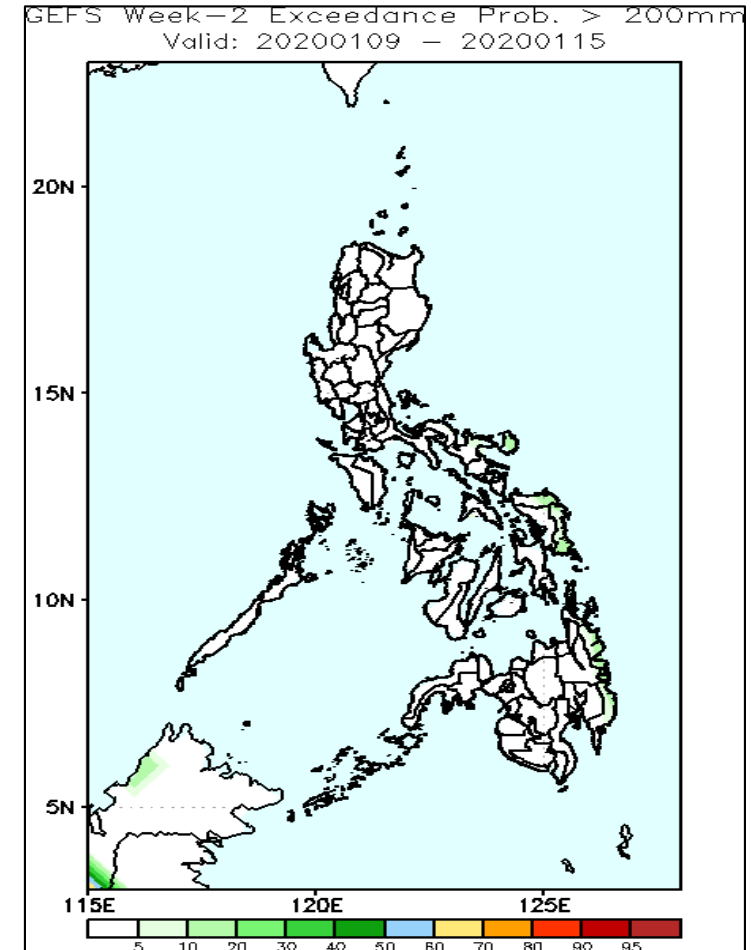 GEFS Week-2 Exceedance Prob. > 200mm
Valid: 20200109 - 20200115
20N
15N
10N
5N
115E 120E 125E
5 10 20 30 40 50 60 70 80 90 95